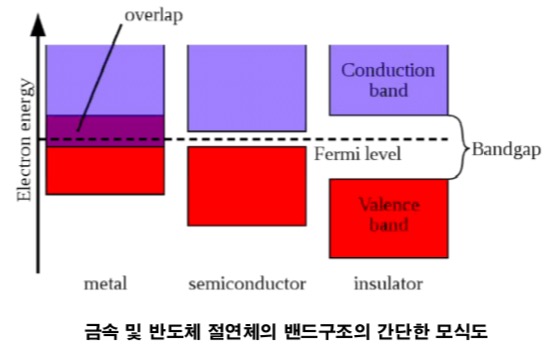 overlap
Electron energy
Conduction
band
Fermi level
Bandgap
Valence
band
metal
semiconductor
insulator
금속 및 반도체 절연체의 밴드구조의 간단한 모식도